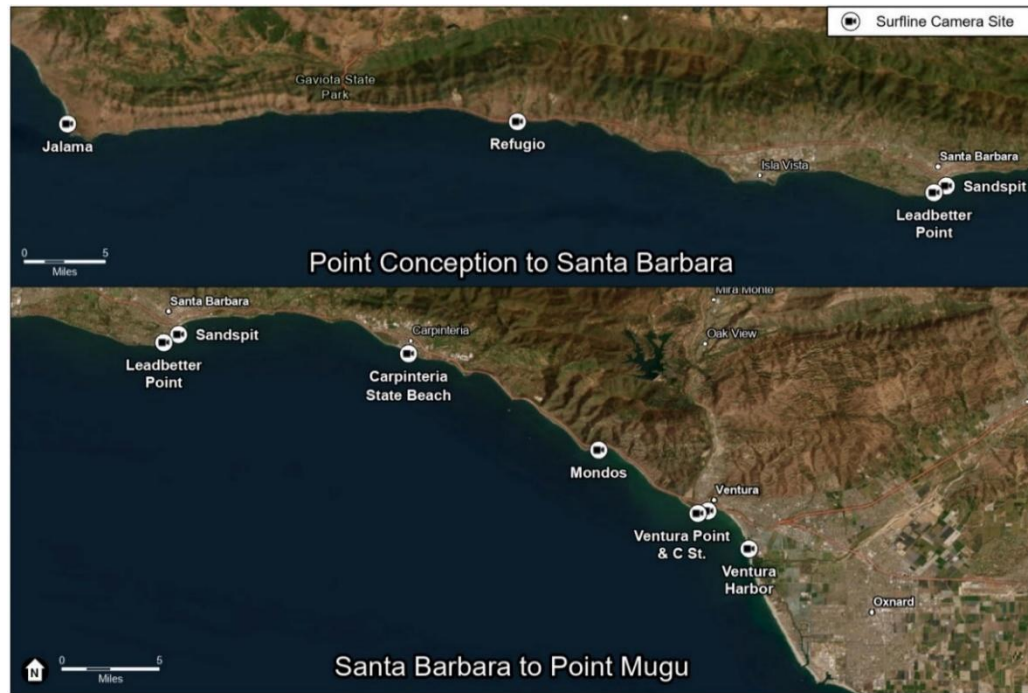 Surfline Camera Site
Gaviota State
Park
Jalama
Refugio
Isla Vista
Santa Barbara
Sandspit
Leadbetter
Point
0 5
Miles
Point Conception to Santa Barbara
Mira Monte
Santa Barbara
Sandspit
Oak View
Leadbetter
Point
Carpinteria
Carpinteria
State Beach
Mondos
Ventura
Ventura Point
& C St.
Ventura
Harbor
Oxnard
N
0 5
Miles
Santa Barbara to Point Mugu